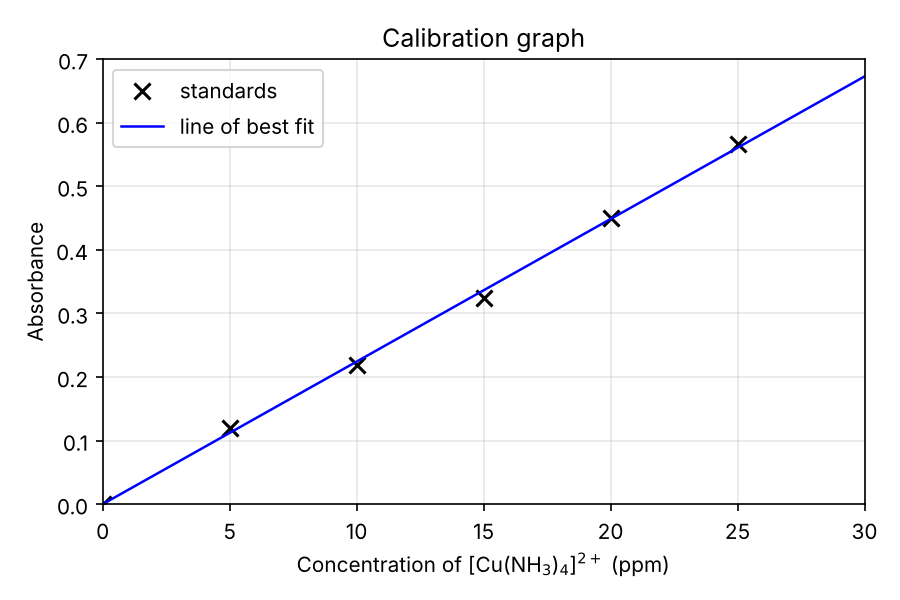 Calibration graph
standards
line of best fit
0.7
0.6
0.5
0.4
0.3
0.2
0.1
0.0
Absorbance
0 5 10 15 20 25 30
Concentration of [Cu(NH₃)₄]²⁺ (ppm)